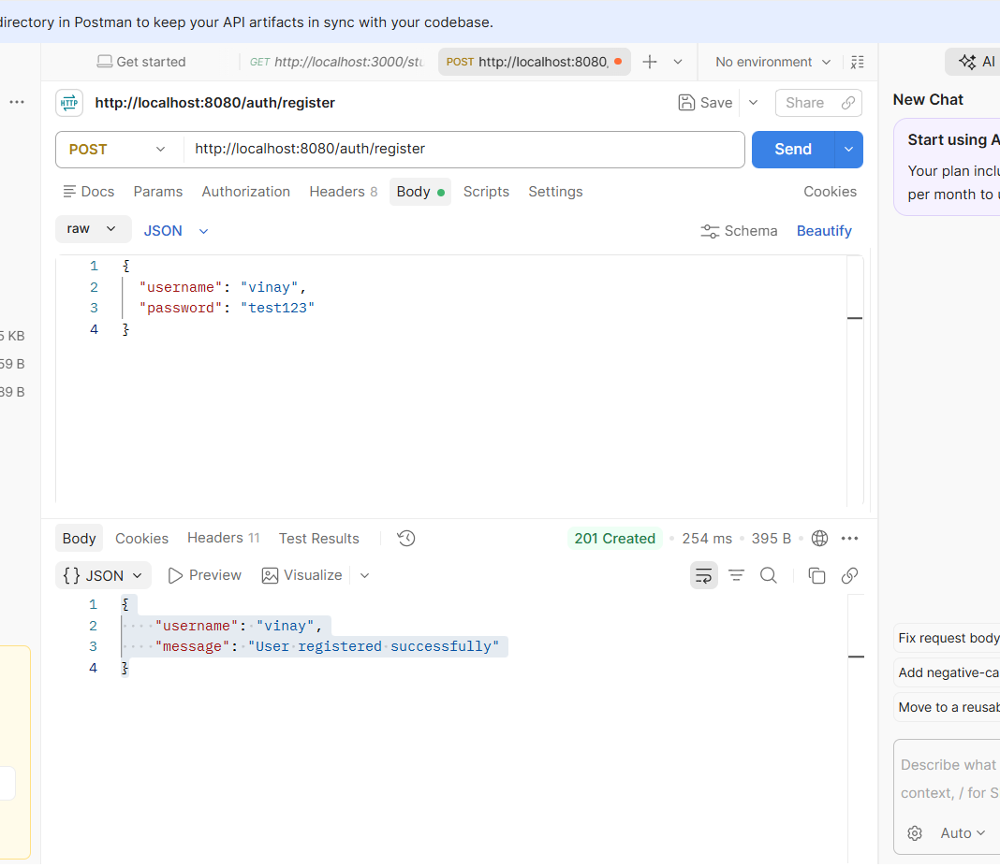 directory in Postman to keep your API artifacts in sync with your codebase.
Get started
GET http://localhost:3000/stu
POST http://localhost:8080/
No environment
AI
http://localhost:8080/auth/register
Save
Share
New Chat
POST
http://localhost:8080/auth/register
Send
Start using A
Your plan inclu
per month to u
Docs Params Authorization Headers 8 Body Scripts Settings Cookies
raw JSON Schema Beautify
1 {
2 "username": "vinay",
3 "password": "test123"
4 }
5 KB
59 B
39 B
Body Cookies Headers 11 Test Results 201 Created 254 ms 395 B
{} JSON Preview Visualize
1 {
2 "username": "vinay",
3 "message": "User registered successfully"
4 }
Fix request body
Add negative-ca
Move to a reusab
Describe what
context, / for S
Auto